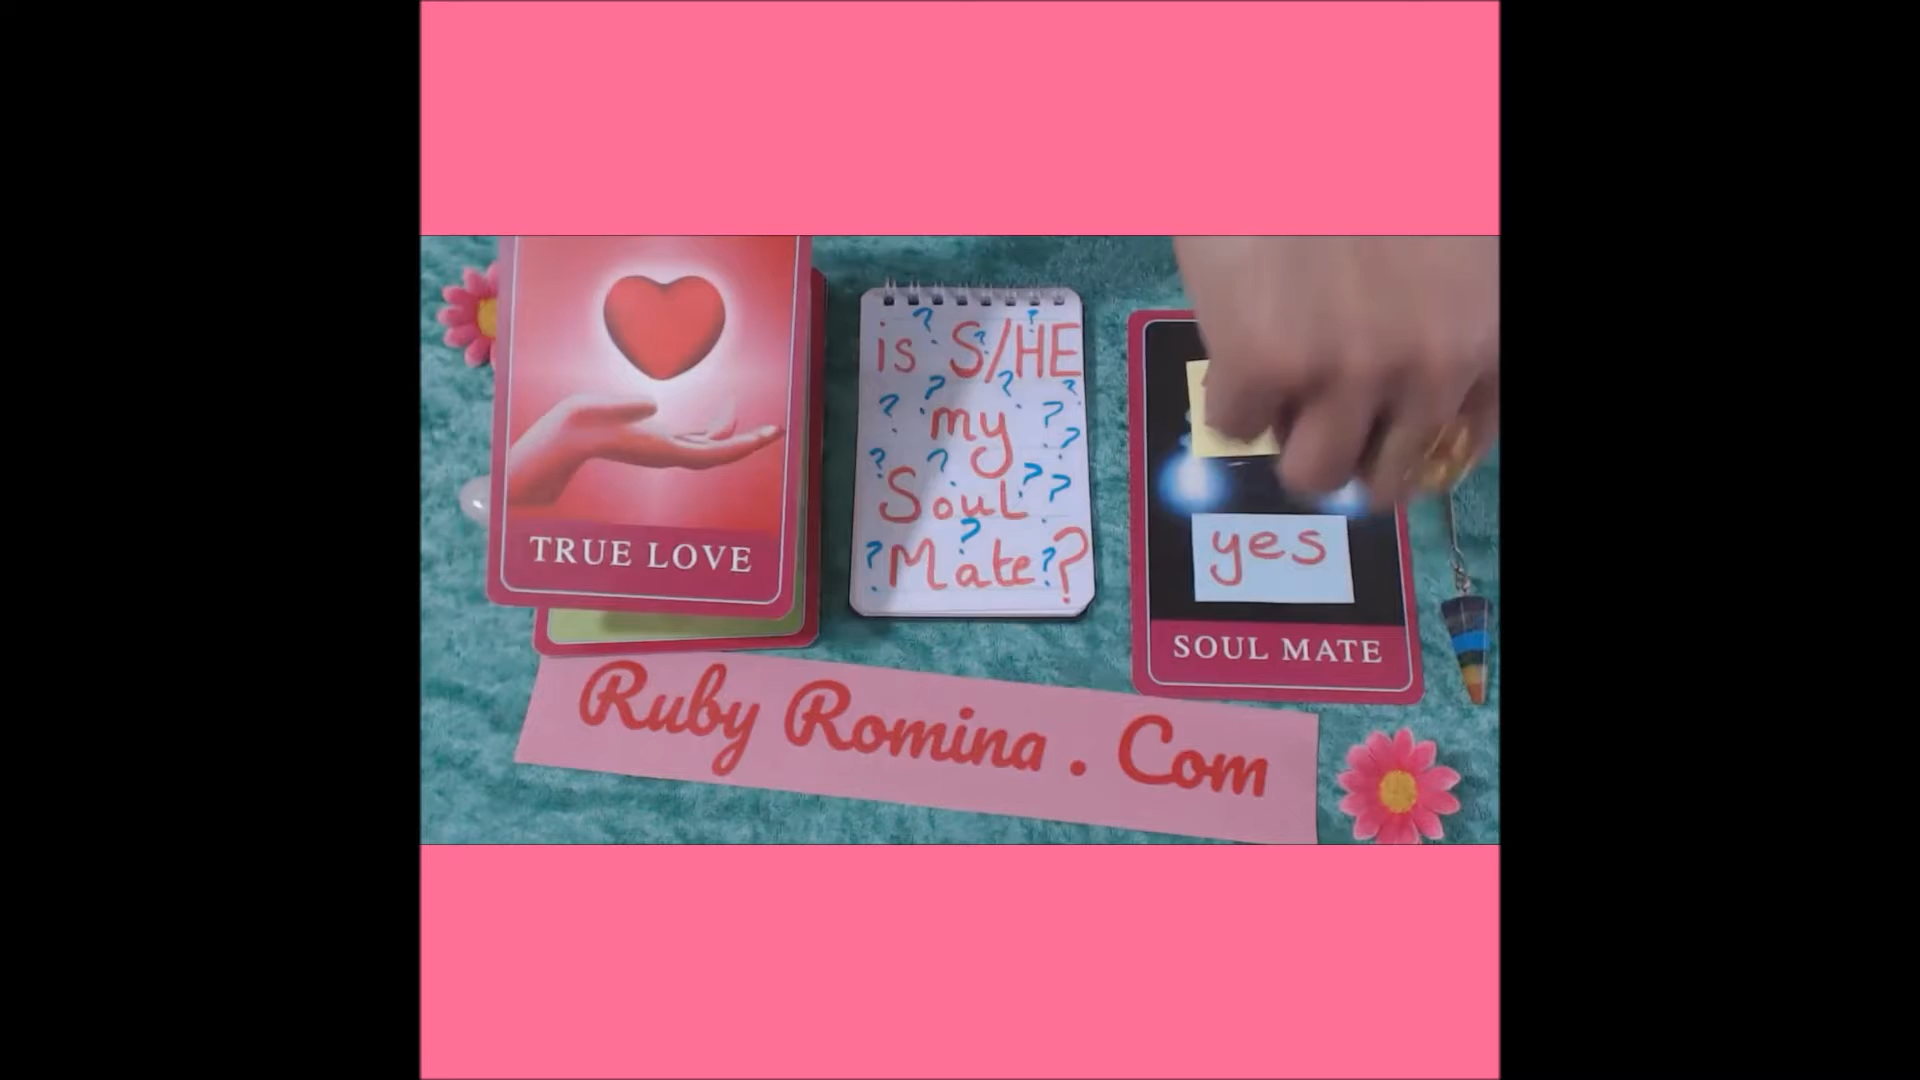 TRUE LOVE
is S/HE
my
Soul
Mate?
yes
SOUL MATE
Ruby Romina . Com